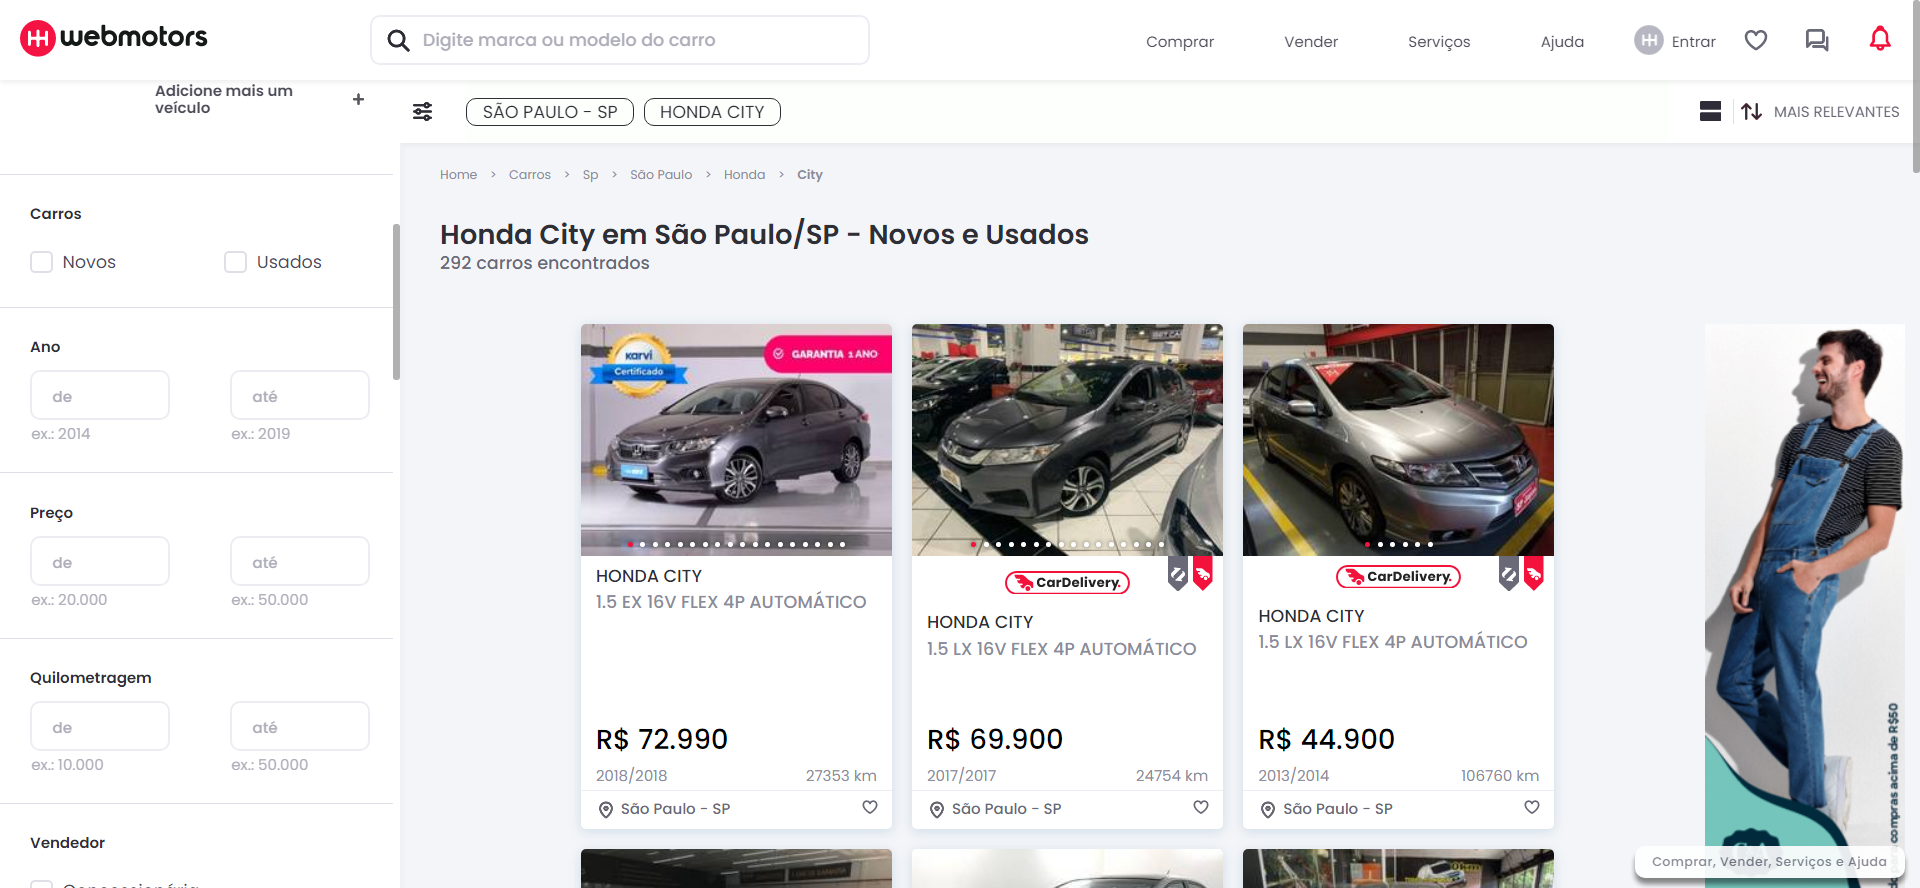 webmotors
Digite marca ou modelo do carro
Comprar
Vender
Serviços
Ajuda
Entrar
Adicione mais um
veículo
+
SÃO PAULO - SP
HONDA CITY
MAIS RELEVANTES
Home > Carros > Sp > São Paulo > Honda > City
Honda City em São Paulo/SP - Novos e Usados
292 carros encontrados
Carros
Novos
Usados
Ano
de
até
ex.: 2014
ex.: 2019
Preço
de
até
ex.: 20.000
ex.: 50.000
Quilometragem
de
até
ex.: 10.000
ex.: 50.000
Vendedor
Concessionária
karvi
Certificado
GARANTIA 1 ANO
HONDA CITY
1.5 EX 16V FLEX 4P AUTOMÁTICO
R$ 72.990
2018/2018
27353 km
São Paulo - SP
CarDelivery.
HONDA CITY
1.5 LX 16V FLEX 4P AUTOMÁTICO
R$ 69.900
2017/2017
24754 km
São Paulo - SP
CarDelivery.
HONDA CITY
1.5 LX 16V FLEX 4P AUTOMÁTICO
R$ 44.900
2013/2014
106760 km
São Paulo - SP
compras acima de R$50
Comprar, Vender, Serviços e Ajuda